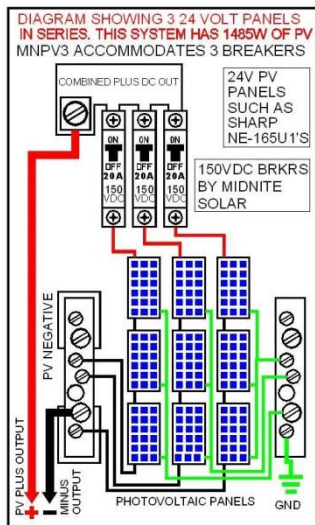 DIAGRAM SHOWING 3 24 VOLT PANELS
IN SERIES. THIS SYSTEM HAS 1485W OF PV
MNPV3 ACCOMMODATES 3 BREAKERS
COMBINED PLUS DC OUT
24V PV
PANELS
SUCH AS
SHARP
NE-165U1'S
ON
OFF
20A
150
VDC
ON
OFF
20A
150
VDC
ON
OFF
20A
150
VDC
150VDC BRKRS
BY MIDNITE
SOLAR
PV NEGATIVE
PV PLUS OUTPUT
+
MINUS
OUTPUT
-
PHOTOVOLTAIC PANELS
GND